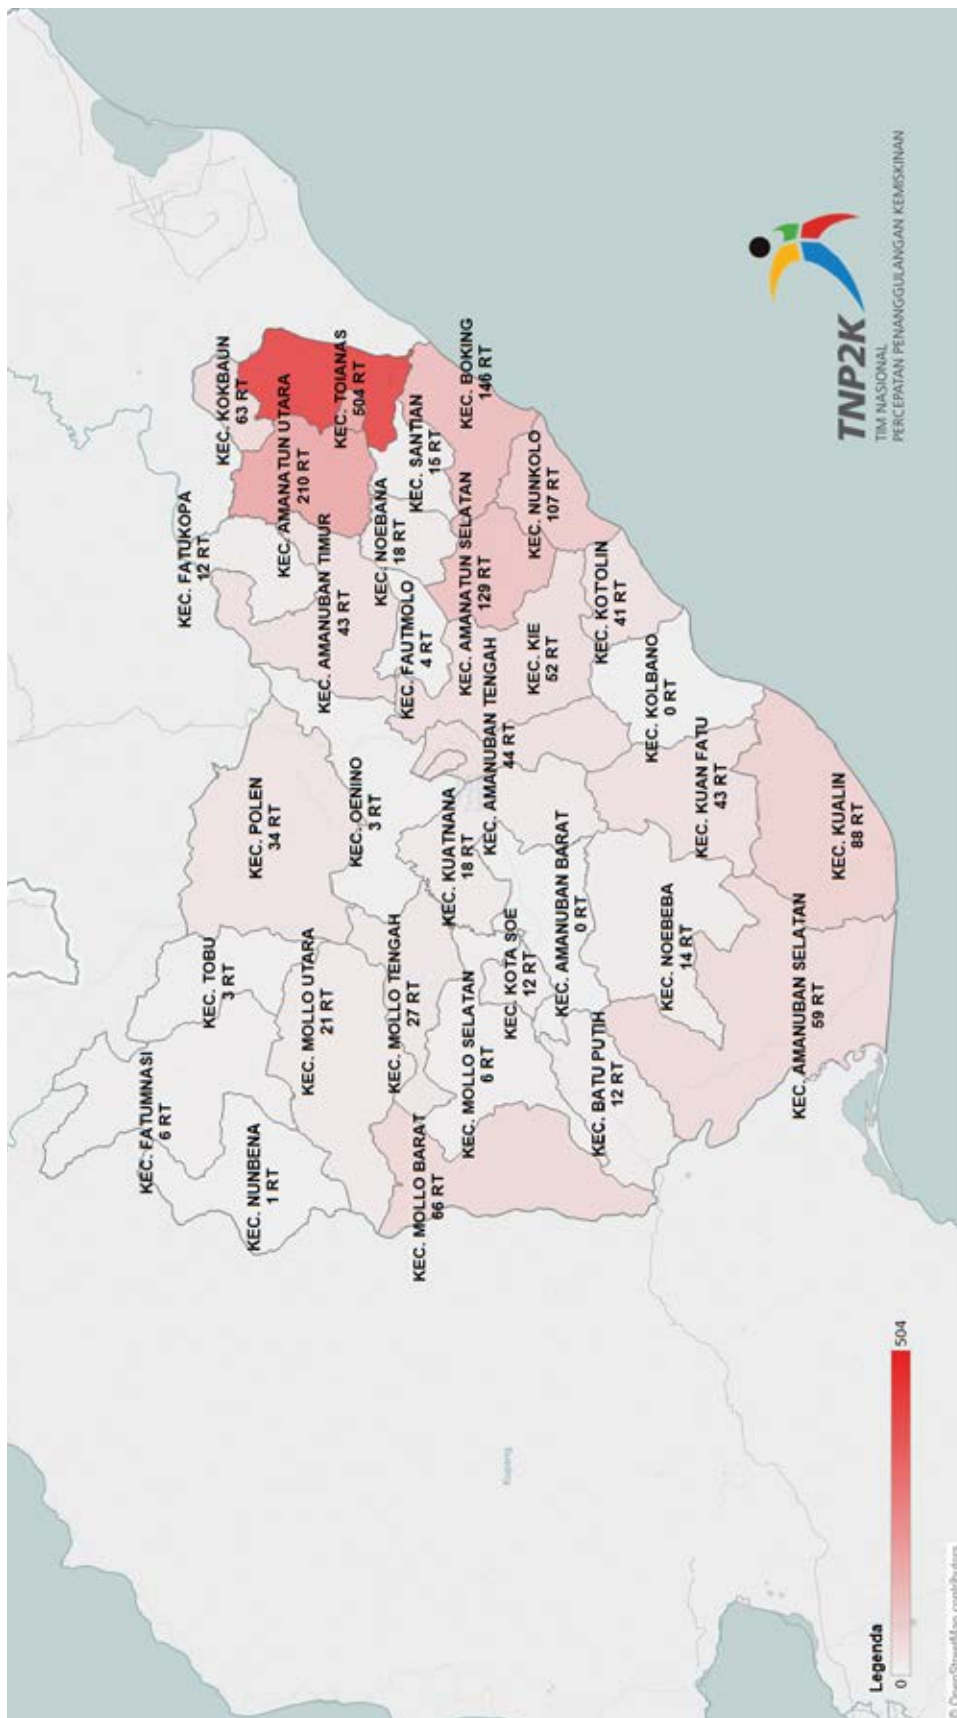 KEC. FATUMNASI
6 RT
KEC. TOBU
3 RT
KEC. NUNBENA
1 RT
KEC. MOLLO UTARA
21 RT
KEC. POLEN
34 RT
KEC. FATUKOPA
12 RT
KEC. KOKBAUN
63 RT
KEC. AMANATUN UTARA
210 RT
KEC. TOIANAS
504 RT
KEC. AMANUBAN TIMUR
43 RT
KEC. OENINO
3 RT
KEC. MOLLO TENGAH
27 RT
KEC. MOLLO BARAT
66 RT
KEC. NOEBANA
18 RT
KEC. SANTIAN
15 RT
KEC. FAUTMOLO
4 RT
KEC. KUATNANA
18 RT
KEC. MOLLO SELATAN
6 RT
KEC. AMANATUN SELATAN
129 RT
KEC. BOKING
146 RT
KEC. AMANUBAN TENGAH
44 RT
KEC. KOTA SOE
12 RT
KEC. KIE
52 RT
KEC. NUNKOLO
107 RT
KEC. AMANUBAN BARAT
0 RT
KEC. BATU PUTIH
12 RT
KEC. KOT'OLIN
41 RT
KEC. KOLBANO
0 RT
KEC. NOEBEBA
14 RT
KEC. KUAN FATU
43 RT
KEC. AMANUBAN SELATAN
59 RT
KEC. KUALIN
88 RT
Kupang
TNP2K
TIM NASIONAL
PERCEPATAN PENANGGULANGAN KEMISKINAN
Legenda
0 504
© OpenStreetMap contributors